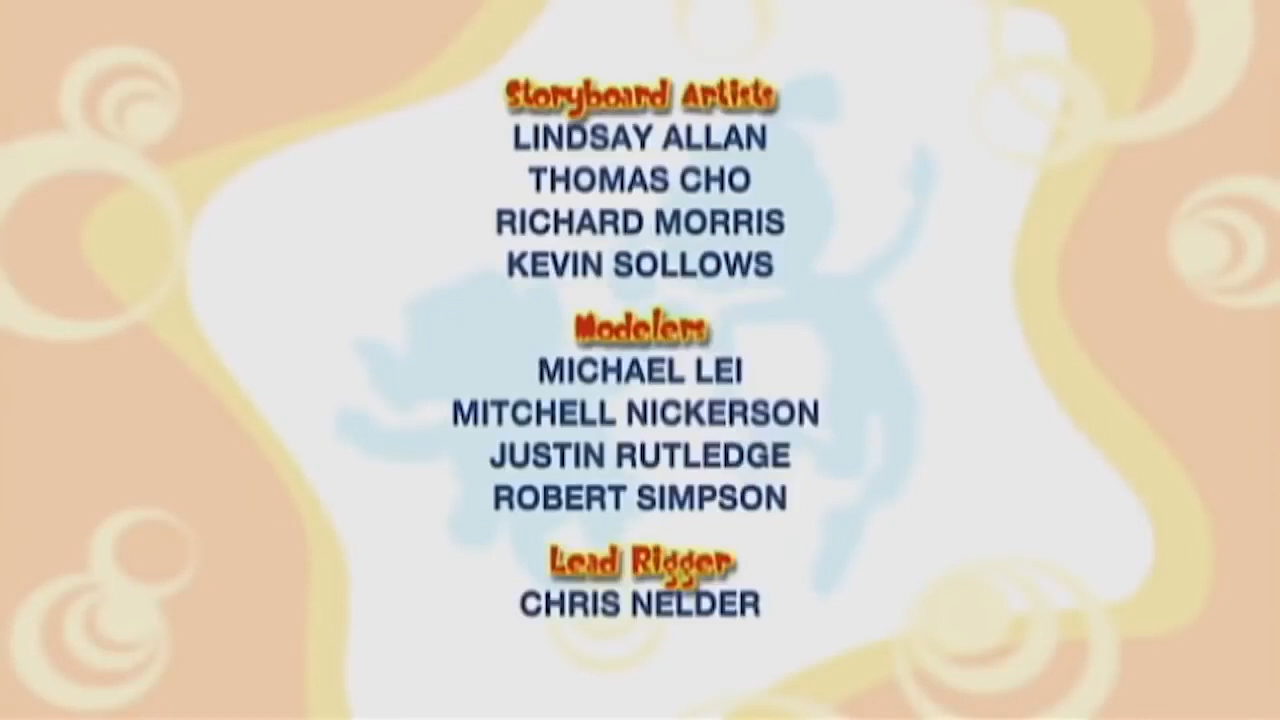 Storyboard Artists
LINDSAY ALLAN
THOMAS CHO
RICHARD MORRIS
KEVIN SOLLOWS
Modelers
MICHAEL LEI
MITCHELL NICKERSON
JUSTIN RUTLEDGE
ROBERT SIMPSON
Lead Rigger
CHRIS NELDER